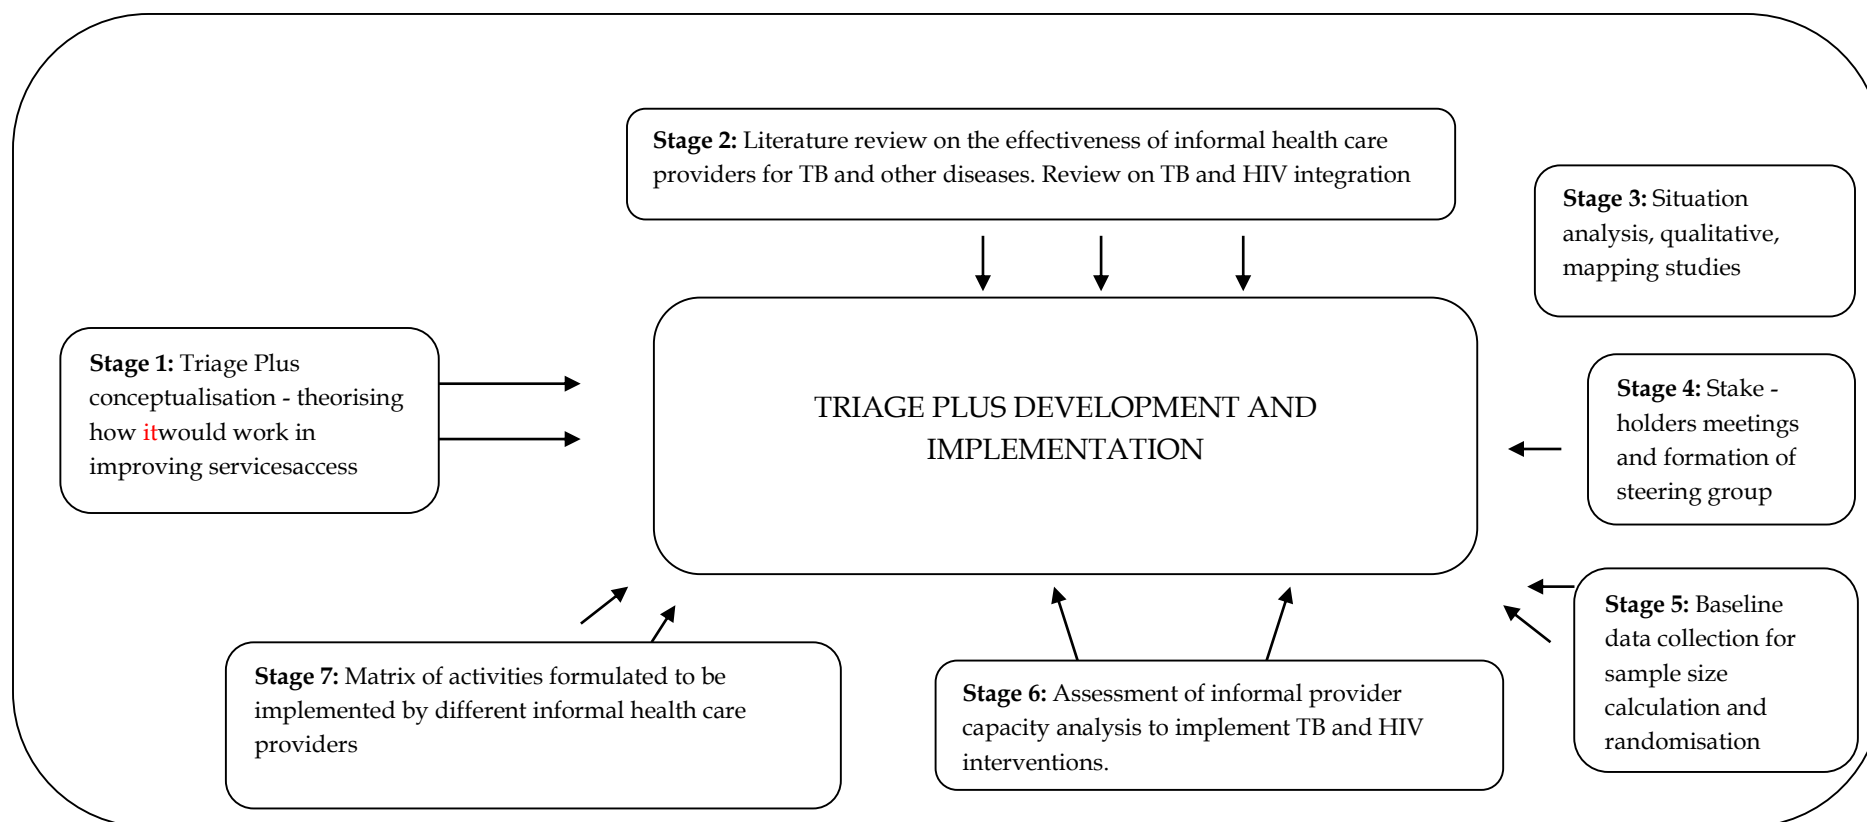 Stage 2: Literature review on the effectiveness of informal health care
providers for TB and other diseases. Review on TB and HIV integration
Stage 3: Situation
analysis, qualitative,
mapping studies
Stage 1: Triage Plus
conceptualisation - theorising
how itwould work in
improving servicesaccess
TRIAGE PLUS DEVELOPMENT AND
IMPLEMENTATION
Stage 4: Stake -
holders meetings
and formation of
steering group
Stage 5: Baseline
data collection for
sample size
calculation and
randomisation
Stage 6: Assessment of informal provider
capacity analysis to implement TB and HIV
interventions.
Stage 7: Matrix of activities formulated to be
implemented by different informal health care
providers